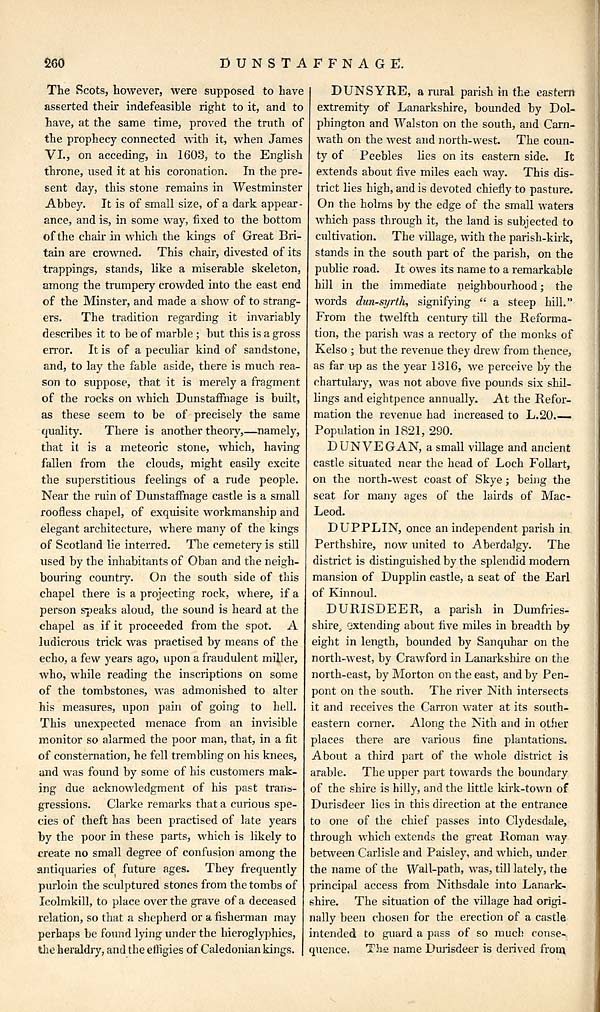 260
DUNSTAFFNAGE.
The Scots, however, were supposed to have
asserted their indefeasible right to it, and to
have, at the same time, proved the truth of
the prophecy connected with it, when James
VI., on acceding, in 1603, to the English
throne, used it at his coronation. In the pre-
sent day, this stone remains in Westminster
Abbey. It is of small size, of a dark appear-
ance, and is, in some way, fixed to the bottom
of the chair in which the kings of Great Bri-
tain are crowned. This chair, divested of its
trappings, stands, like a miserable skeleton,
among the trumpery crowded into the east end
of the Minster, and made a show of to strang-
ers. The tradition regarding it invariably
describes it to be of marble; but this is a gross
error. It is of a peculiar kind of sandstone,
and, to lay the fable aside, there is much rea-
son to suppose, that it is merely a fragment
of the rocks on which Dunstaffnage is built,
as these seem to be of precisely the same
quality. There is another theory,—namely,
that it is a meteoric stone, which, having
fallen from the clouds, might easily excite
the superstitious feelings of a rude people.
Near the ruin of Dunstaffnage castle is a small
roofless chapel, of exquisite workmanship and
elegant architecture, where many of the kings
of Scotland lie interred. The cemetery is still
used by the inhabitants of Oban and the neigh-
bouring country. On the south side of this
chapel there is a projecting rock, where, if a
person speaks aloud, the sound is heard at the
chapel as if it proceeded from the spot. A
ludicrous trick was practised by means of the
echo, a few years ago, upon a fraudulent miller,
who, while reading the inscriptions on some
of the tombstones, was admonished to alter
his measures, upon pain of going to hell.
This unexpected menace from an invisible
monitor so alarmed the poor man, that, in a fit
of consternation, he fell trembling on his knees,
and was found by some of his customers mak-
ing due acknowledgment of his past trans-
gressions. Clarke remarks that a curious spe-
cies of theft has been practised of late years
by the poor in these parts, which is likely to
create no small degree of confusion among the
antiquaries of future ages. They frequently
purloin the sculptured stones from the tombs of
Icolmkill, to place over the grave of a deceased
relation, so that a shepherd or a fisherman may
perhaps be found lying under the hieroglyphics,
the heraldry, and the effigies of Caledonian kings.
DUNSYRE, a rural parish in the eastern
extremity of Lanarkshire, bounded by Dol-
phington and Walston on the south, and Carn-
wath on the west and north-west. The coun-
ty of Peebles lies on its eastern side. It
extends about five miles each way. This dis-
trict lies high, and is devoted chiefly to pasture.
On the holms by the edge of the small waters
which pass through it, the land is subjected to
cultivation. The village, with the parish-kirk,
stands in the south part of the parish, on the
public road. It owes its name to a remarkable
hill in the immediate neighbourhood; the
words dun-syrth, signifying " a steep hill."
From the twelfth century till the Reforma-
tion, the parish was a rectory of the monks of
Kelso; but the revenue they drew from thence,
as far up as the year 1316, we perceive by the
chartulary, was not above five pounds six shil-
lings and eightpence annually. At the Refor-
mation the revenue had increased to L.20.—
Population in 1821, 290.
DUNVEGAN, a small village and ancient
castle situated near the head of Loch Follart,
on the north-west coast of Skye; being the
seat for many ages of the lairds of Mac-
Leod.
DUPPLIN, once an independent parish in
Perthshire, now united to Aberdalgy. The
district is distinguished by the splendid modern
mansion of Dupplin castle, a seat of the Earl
of Kinnoul.
DURISDEER, a parish in Dumfries-
shire, extending about five miles in breadth by
eight in length, bounded by Sanquhar on the
north-west, by Crawford in Lanarkshire on the
north-east, by Morton on the east, and by Pen-
pont on the south. The river Nith intersects
it and receives the Carron water at its south-
eastern corner. Along the Nith and in other
places there are various fine plantations.
About a third part of the whole district is
arable. The upper part towards the boundary
of the shire is hilly, and the little kirk-town of
Durisdeer lies in this direction at the entrance
to one of the chief passes into Clydesdale,
through which extends the great Roman way
between Carlisle and Paisley, and which, under
the name of the Wall-path, was, till lately, the
principal access from Nithsdale into Lanark-
shire. The situation of the village had origi-
nally been chosen for the erection of a castle
intended to guard a pass of so much conse-
quence. The name Durisdeer is derived from